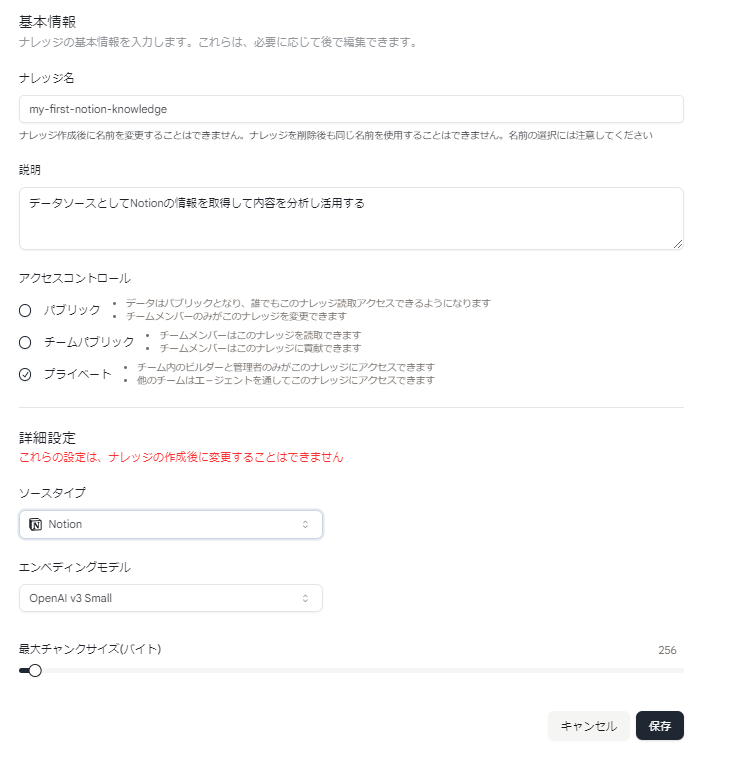 基本情報
ナレッジの基本情報を入力します。これらは、必要に応じて後で編集できます。
ナレッジ名
my-first-notion-knowledge
ナレッジ作成後に名前を変更することはできません。ナレッジを削除後も同じ名前を使用することはできません。名前の選択には注意してください
説明
データソースとしてNotionの情報を取得して内容を分析し活用する
アクセスコントロール
パブリック
• データはパブリックとなり、誰でもこのナレッジ読取アクセスできるようになります
• チームメンバーのみがこのナレッジを変更できます
チームパブリック
• チームメンバーはこのナレッジを読取できます
• チームメンバーはこのナレッジに貢献できます
プライベート
• チーム内のビルダーと管理者のみがこのナレッジにアクセスできます
• 他のチームはエージェントを通してこのナレッジにアクセスできます
詳細設定
これらの設定は、ナレッジの作成後に変更することはできません
ソースタイプ
Notion
エンベディングモデル
OpenAI v3 Small
最大チャンクサイズ(バイト) 256
キャンセル 保存